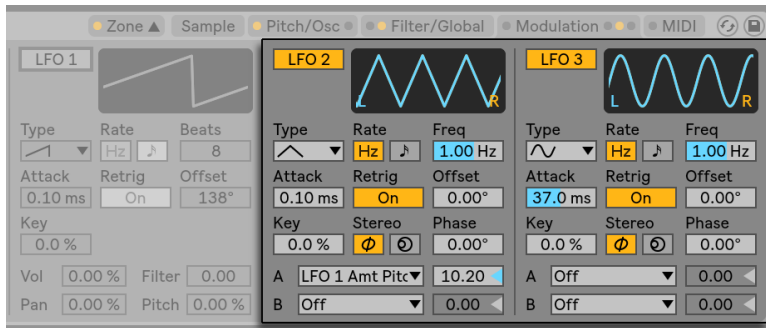 Zone Sample Pitch/Osc Filter/Global Modulation MIDI
LFO 1 LFO 2 L R LFO 3 L R
Type Rate Beats Type Rate Freq Type Rate Freq
Hz 8 Hz 1.00 Hz Hz 1.00 Hz
Attack Retrig Offset Attack Retrig Offset Attack Retrig Offset
0.10 ms On 138° 0.10 ms On 0.00° 37.0 ms On 0.00°
Key Key Stereo Phase Key Stereo Phase
0.0 % 0.0 % 0.00° 0.0 % 0.00°
Vol 0.00 % Filter 0.00 A LFO 1 Amt Pitc 10.20 A Off 0.00
Pan 0.00 % Pitch 0.00 % B Off 0.00 B Off 0.00